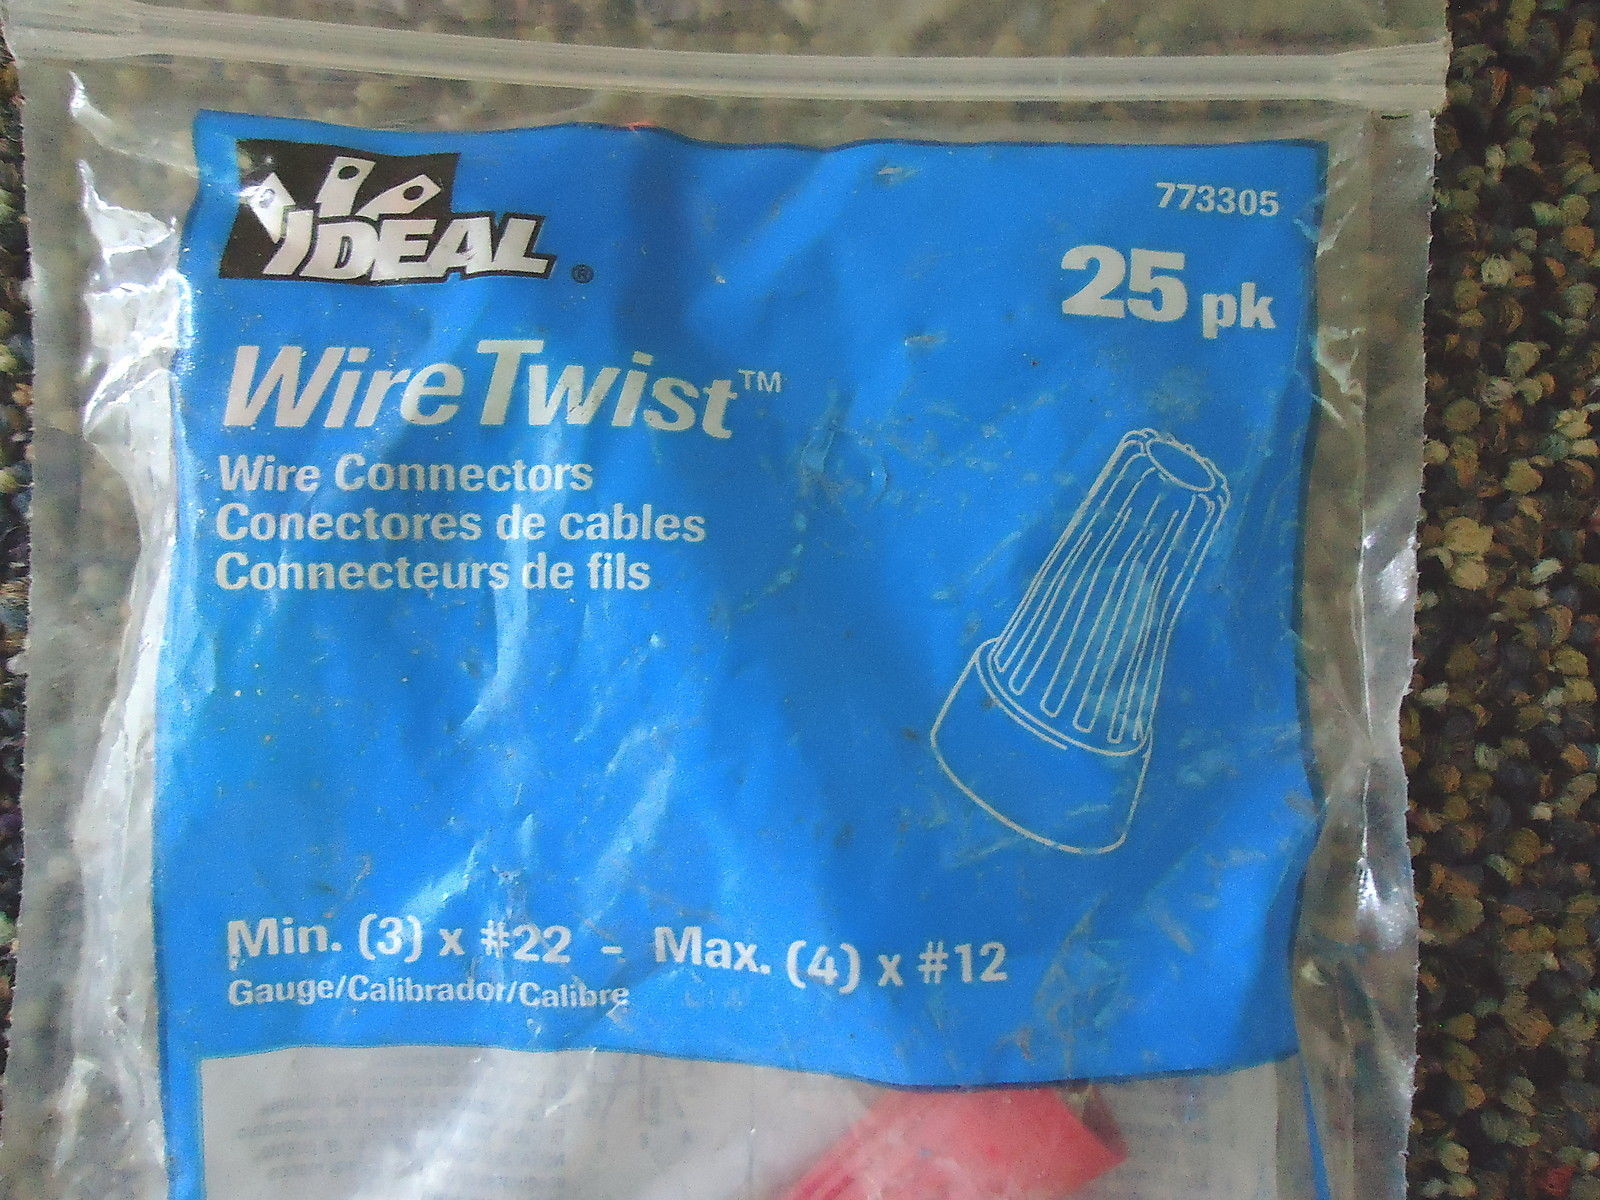 IDEAL®
773305
25 pk
WireTwist™
Wire Connectors
Conectores de cables
Connecteurs de fils
Min. (3) x #22 - Max. (4) x #12
Gauge/Calibrador/Calibre